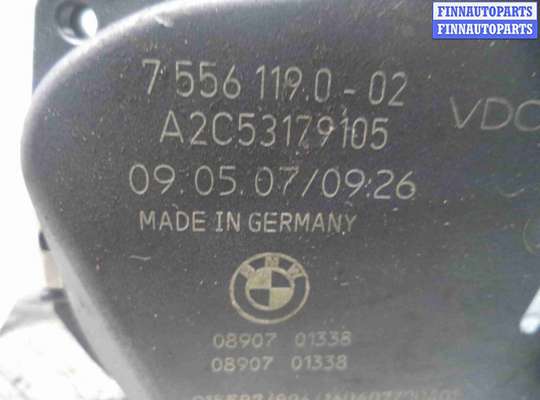 FINNAUTOPARTS
FINNAUTOPARTS
7 556 119.0 - 02
A2C53179105
VDO
09.05.07/09:26
MADE IN GERMANY
BMW
08907 01338
08907 01338